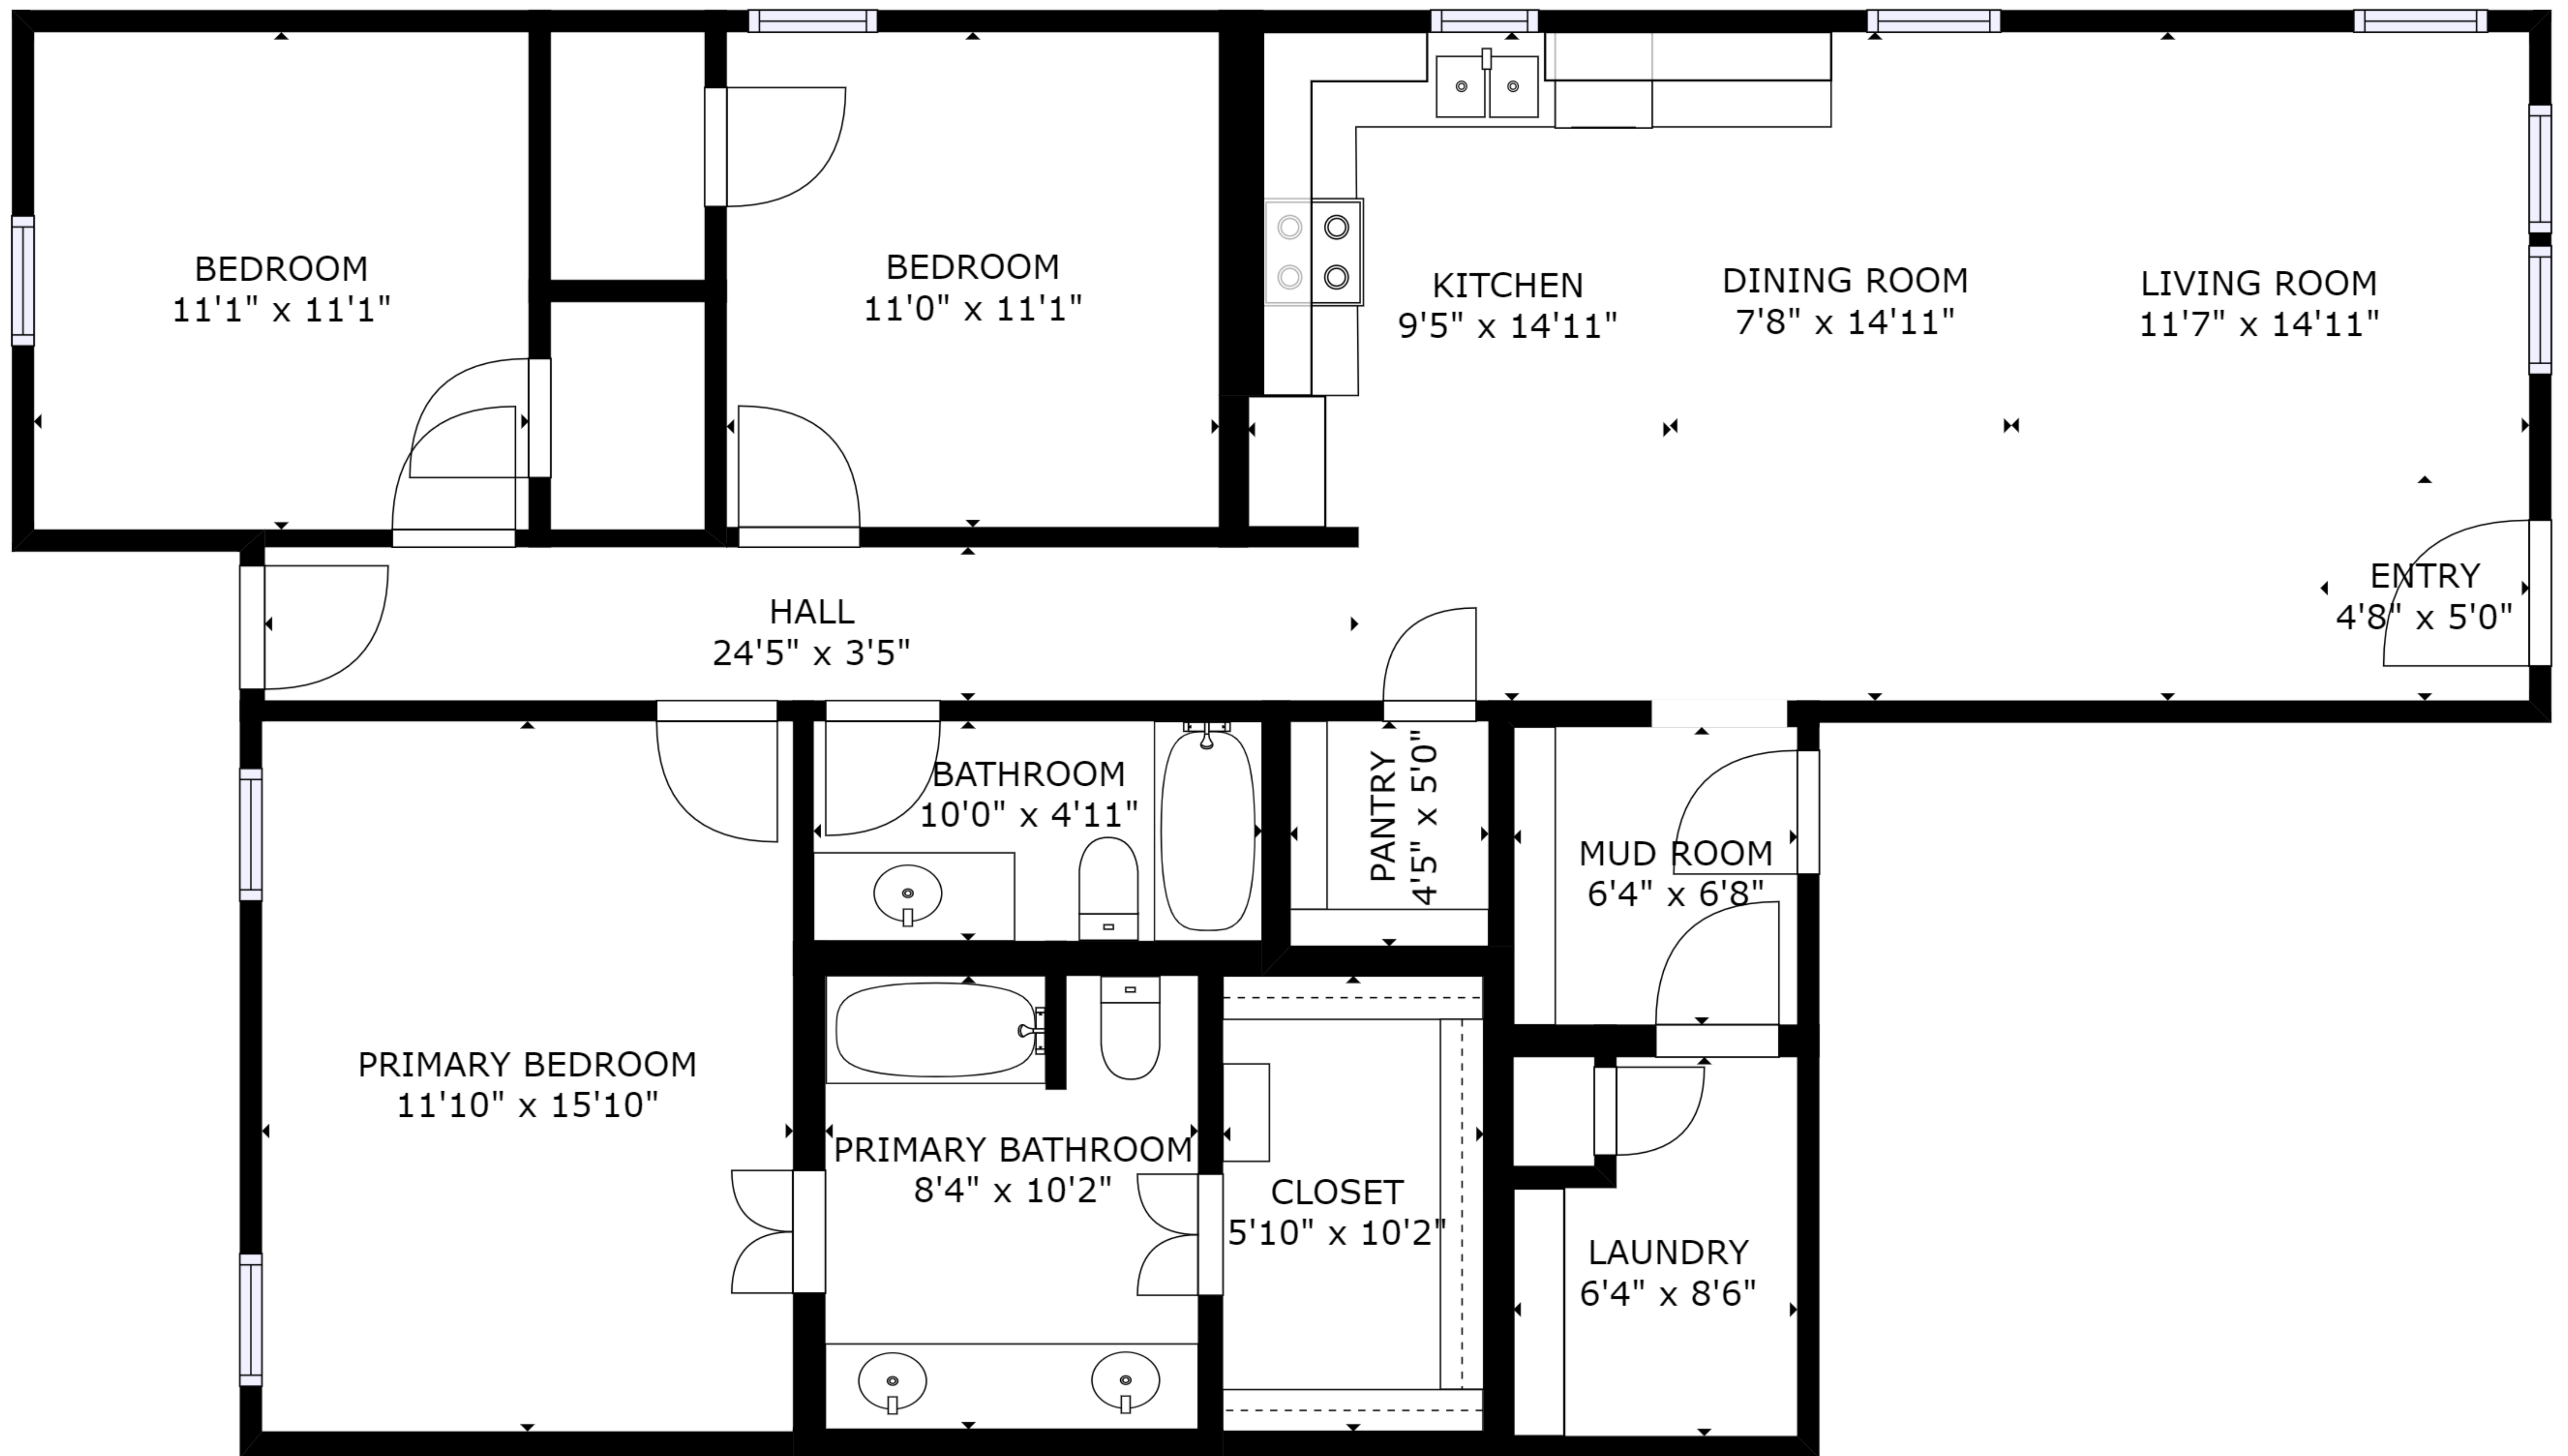 BEDROOM
11'1" x 11'1"
BEDROOM
11'0" x 11'1"
KITCHEN
9'5" x 14'11"
DINING ROOM
7'8" x 14'11"
LIVING ROOM
11'7" x 14'11"
ENTRY
4'8" x 5'0"
HALL
24'5" x 3'5"
BATHROOM
10'0" x 4'11"
PANTRY
4'5" x 5'0"
MUD ROOM
6'4" x 6'8"
PRIMARY BEDROOM
11'10" x 15'10"
PRIMARY BATHROOM
8'4" x 10'2"
CLOSET
5'10" x 10'2"
LAUNDRY
6'4" x 8'6"